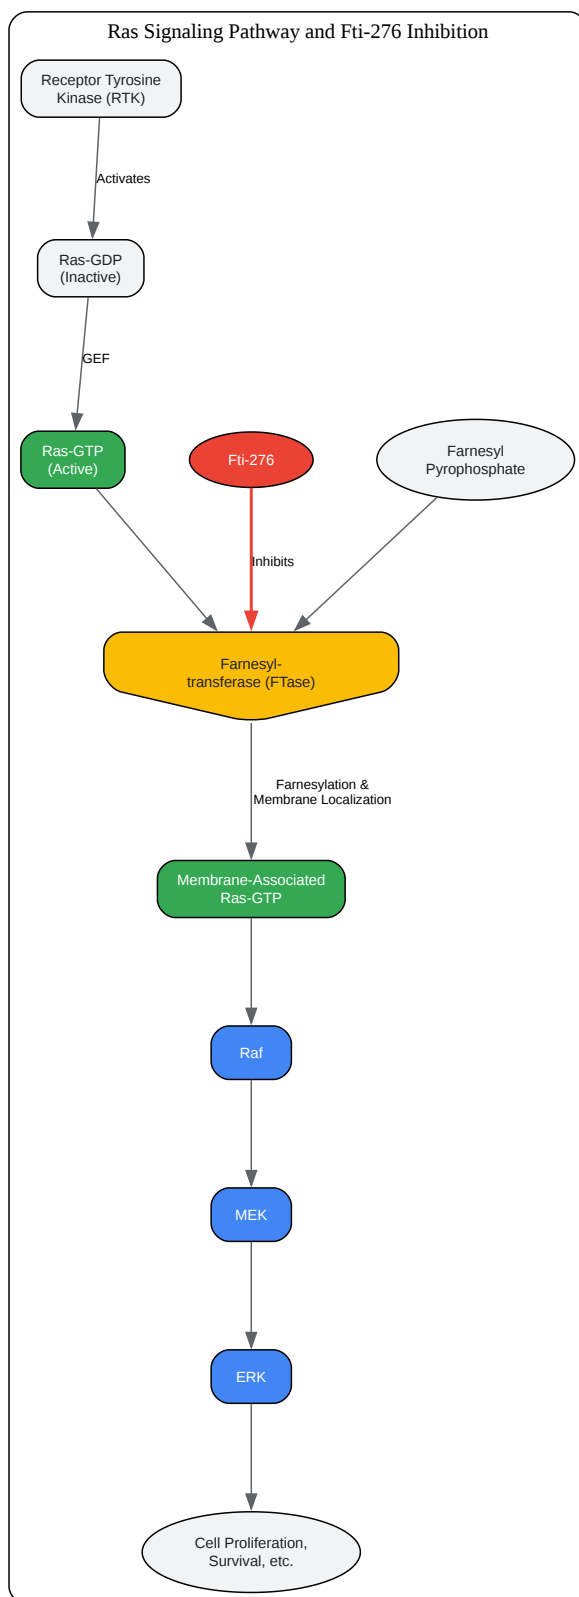 Ras Signaling Pathway and Fti-276 Inhibition
Receptor Tyrosine
Kinase (RTK)
Activates
Ras-GDP
(Inactive)
GEF
Ras-GTP
(Active)
Fti-276
Farnesyl
Pyrophosphate
Inhibits
Farnesyl-
transferase (FTase)
Farnesylation &
Membrane Localization
Membrane-Associated
Ras-GTP
Raf
MEK
ERK
Cell Proliferation,
Survival, etc.